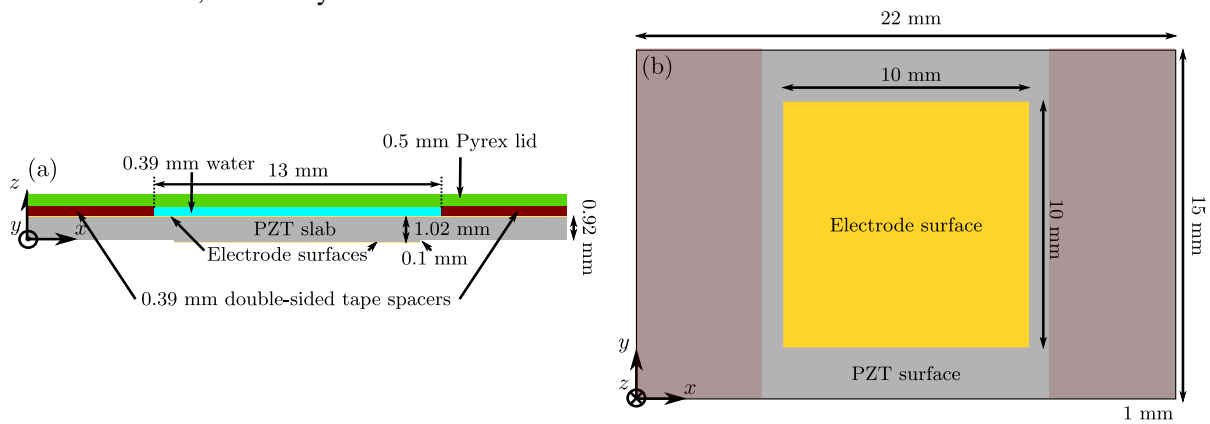 (a)
z
y
x
0.39 mm water
13 mm
0.5 mm Pyrex lid
PZT slab
1.02 mm
0.92 mm
Electrode surfaces
0.1 mm
0.39 mm double-sided tape spacers
22 mm
(b)
10 mm
Electrode surface
10 mm
15 mm
y
z
x
PZT surface
1 mm